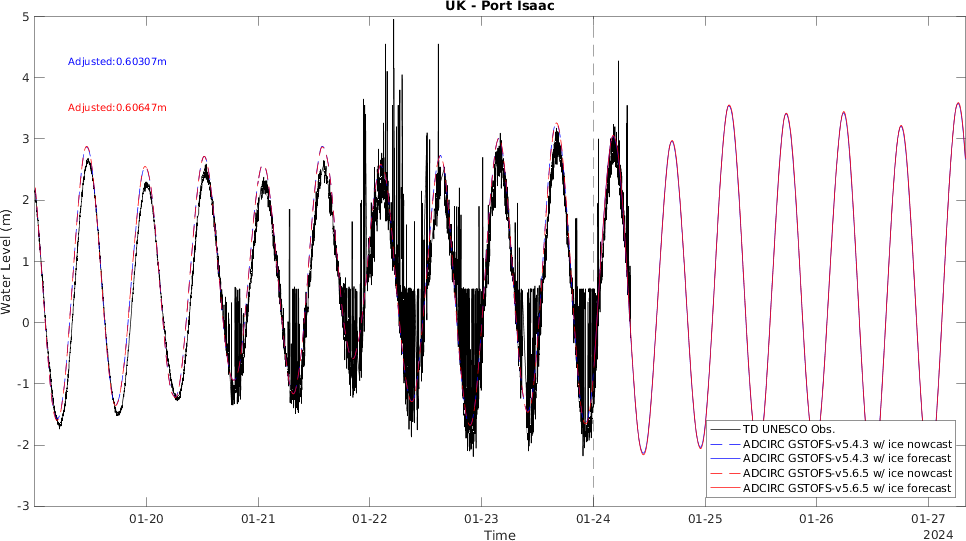 UK - Port Isaac
Adjusted:0.60307m
Adjusted:0.60647m
Water Level (m)
5
4
3
2
1
0
-1
-2
-3
01-20
01-21
01-22
01-23
01-24
01-25
01-26
01-27
2024
Time
TD UNESCO Obs.
ADCIRC GSTOFS-v5.4.3 w/ ice nowcast
ADCIRC GSTOFS-v5.4.3 w/ ice forecast
ADCIRC GSTOFS-v5.6.5 w/ ice nowcast
ADCIRC GSTOFS-v5.6.5 w/ ice forecast